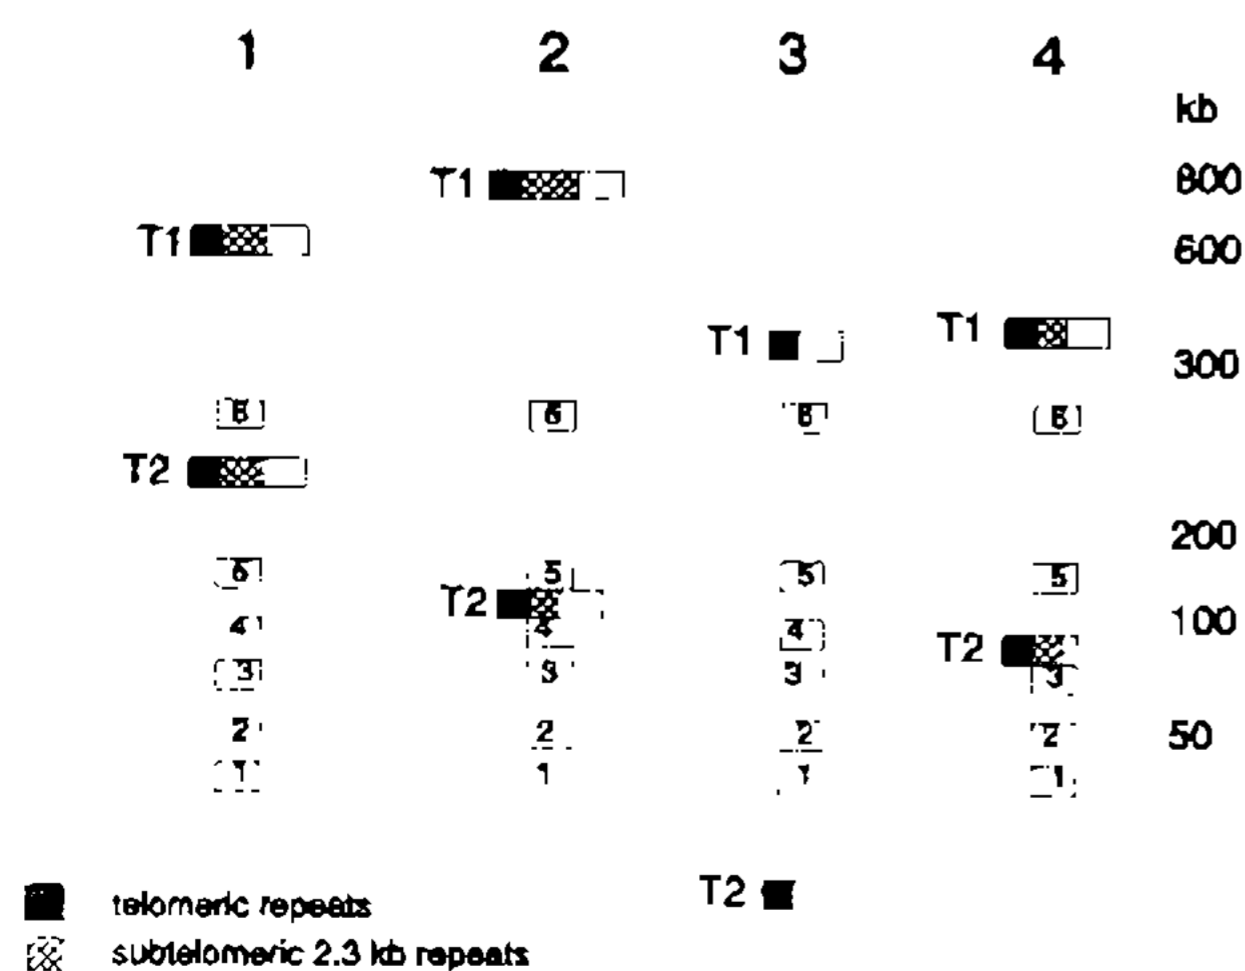 1 2 3 4
kb
T1 800
T1 600
T1 T1
300
6 6 6 6
T2
200
6 5 5 5
T2
4 4 4 100
T2
3 3 3 3
2 2 2 2 50
1 1 1 1
T2
telomeric repeats
subtelomeric 2.3 kb repeats